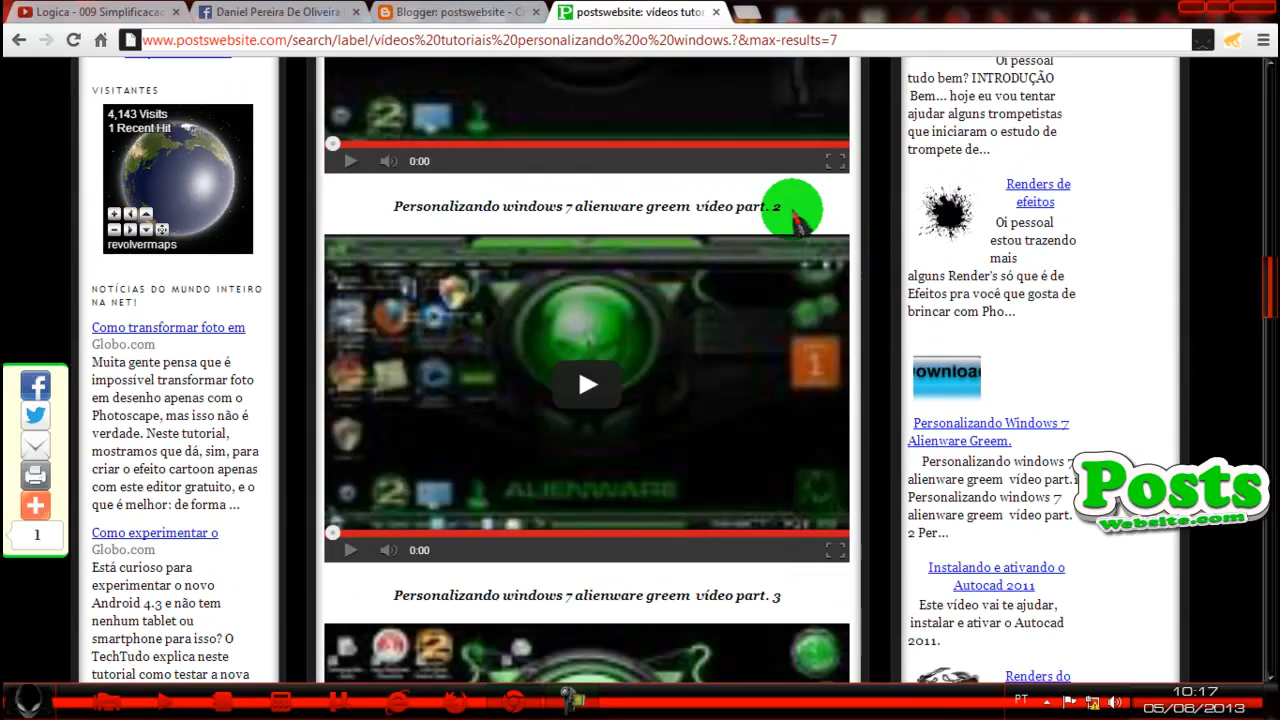 Logica - 009 Simplificacao
Daniel Pereira De Oliveira
Blogger: postswebsite - C
postswebsite: vídeos tutor
www.postswebsite.com/search/label/vídeos%20tutoriais%20personalizando%20o%20windows.?&max-results=7
VISITANTES
4,143 Visits
1 Recent Hit
revolvermaps
NOTÍCIAS DO MUNDO INTEIRO
NA NET!
Como transformar foto em
Globo.com
Muita gente pensa que é
impossível transformar foto
em desenho apenas com o
Photoscape, mas isso não é
verdade. Neste tutorial,
mostramos que dá, sim, para
criar o efeito cartoon apenas
com este editor gratuito, e o
que é melhor: de forma ...
Como experimentar o
Globo.com
Está curioso para
experimentar o novo
Android 4.3 e não tem
nenhum tablet ou
smartphone para isso? O
TechTudo explica neste
tutorial como testar a nova
1
0:00
Personalizando windows 7 alienware greem vídeo part. 2
ALIENWARE
0:00
Personalizando windows 7 alienware greem vídeo part. 3
Oi pessoal
tudo bem? INTRODUÇÃO
Bem... hoje eu vou tentar
ajudar alguns trompetistas
que iniciaram o estudo de
trompete de...
Renders de
efeitos
Oi pessoal
estou trazendo
mais
alguns Render's só que é de
Efeitos pra você que gosta de
brincar com Pho...
Download
Personalizando Windows 7
Alienware Greem.
Personalizando windows 7
alienware greem vídeo part.1
Personalizando windows 7
alienware greem vídeo part.
2 Per...
Instalando e ativando o
Autocad 2011
Este vídeo vai te ajudar,
instalar e ativar o Autocad
2011.
Renders do
Posts
Website.com
PT
10:17
05/08/2013